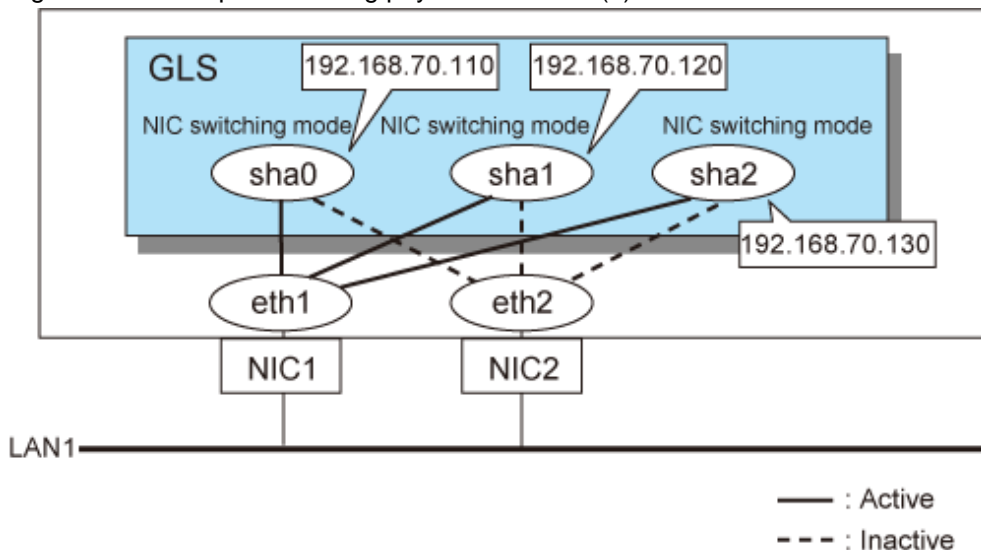 GLS
192.168.70.110
192.168.70.120
NIC switching mode
NIC switching mode
NIC switching mode
sha0
sha1
sha2
192.168.70.130
eth1
eth2
NIC1
NIC2
LAN1
: Active
: Inactive